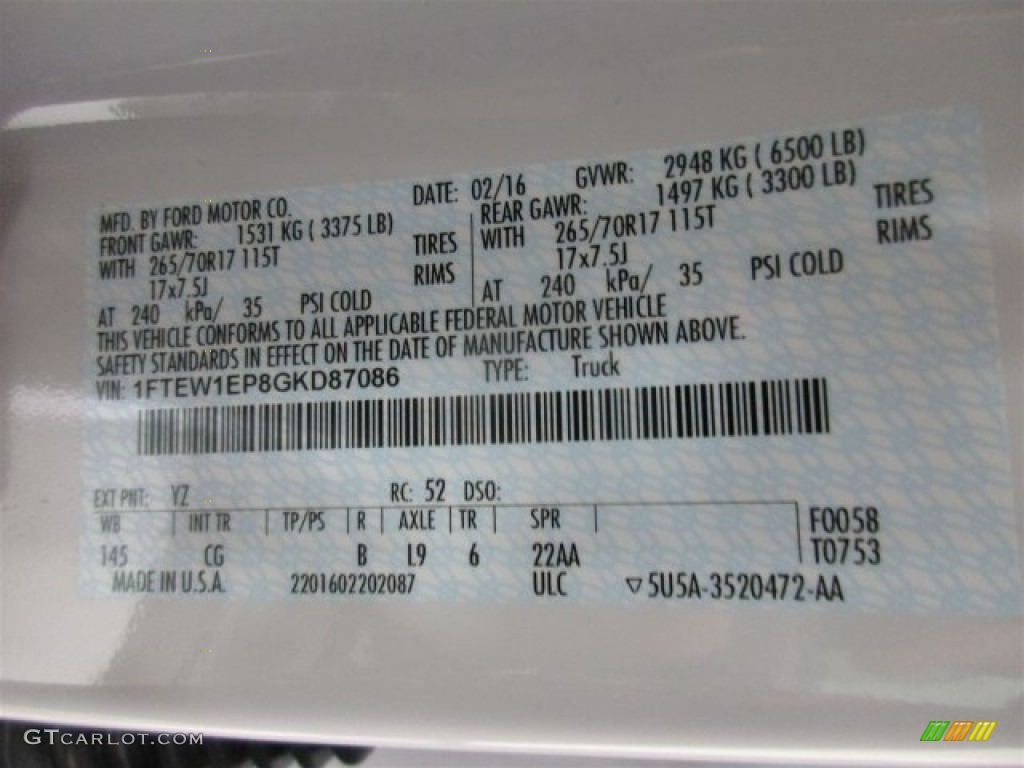 DATE: 02/16 GVWR: 2948 KG ( 6500 LB)
MFD. BY FORD MOTOR CO.
FRONT GAWR: 1531 KG ( 3375 LB)
WITH 265/70R17 115T TIRES
17x7.5J RIMS
AT 240 kPa/ 35 PSI COLD
REAR GAWR: 1497 KG ( 3300 LB)
WITH 265/70R17 115T TIRES
17x7.5J RIMS
AT 240 kPa/ 35 PSI COLD
THIS VEHICLE CONFORMS TO ALL APPLICABLE FEDERAL MOTOR VEHICLE
SAFETY STANDARDS IN EFFECT ON THE DATE OF MANUFACTURE SHOWN ABOVE.
VIN: 1FTEW1EP8GKD87086 TYPE: Truck
EXT PNT: YZ RC: 52 DSO:
WB INT TR TP/PS R AXLE TR SPR F0058
145 CG B L9 6 22AA T0753
MADE IN U.S.A. 2201602202087 ULC ▽5U5A-3520472-AA
GTCARLOT.COM